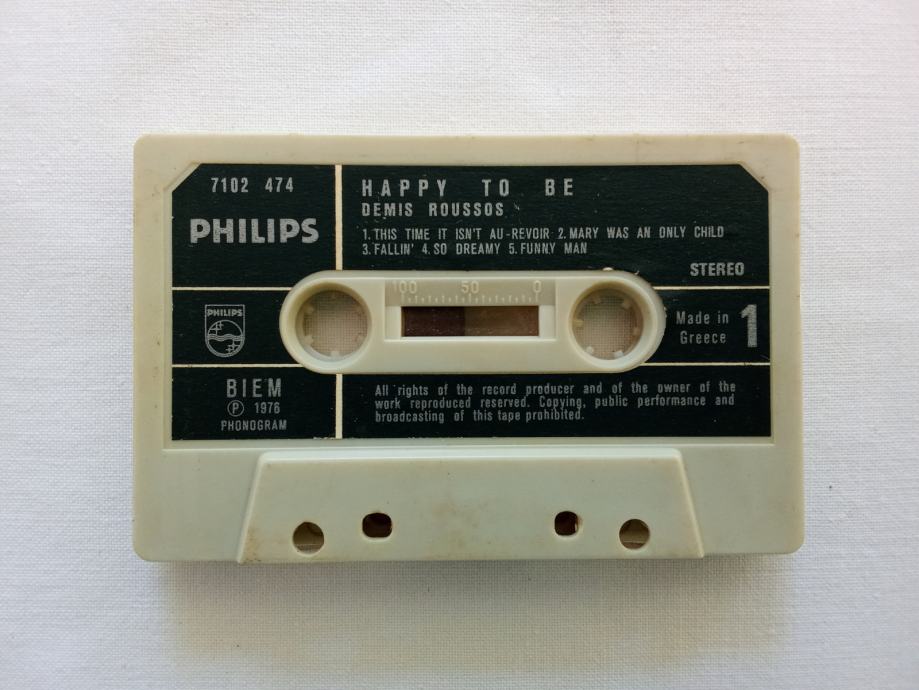 7102 474
PHILIPS
HAPPY TO BE
DEMIS ROUSSOS
1. THIS TIME IT ISN'T AU-REVOIR 2. MARY WAS AN ONLY CHILD
3. FALLIN' 4. SO DREAMY 5. FUNNY MAN
STEREO
100 50 0
PHILIPS
Made in
Greece
1
BIEM
Ⓟ 1976
PHONOGRAM
All rights of the record producer and of the owner of the
work reproduced reserved. Copying, public performance and
broadcasting of this tape prohibited.